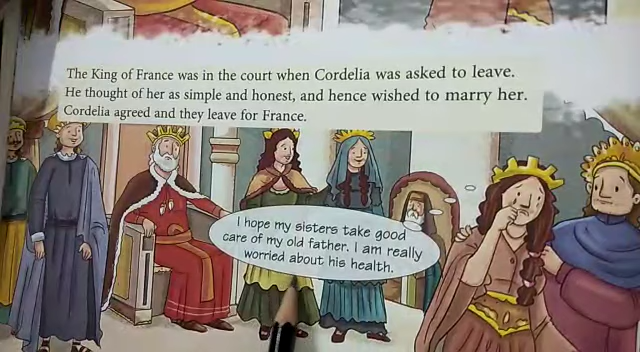 The King of France was in the court when Cordelia was asked to leave.
He thought of her as simple and honest, and hence wished to marry her.
Cordelia agreed and they leave for France.
I hope my sisters take good
care of my old father. I am really
worried about his health.